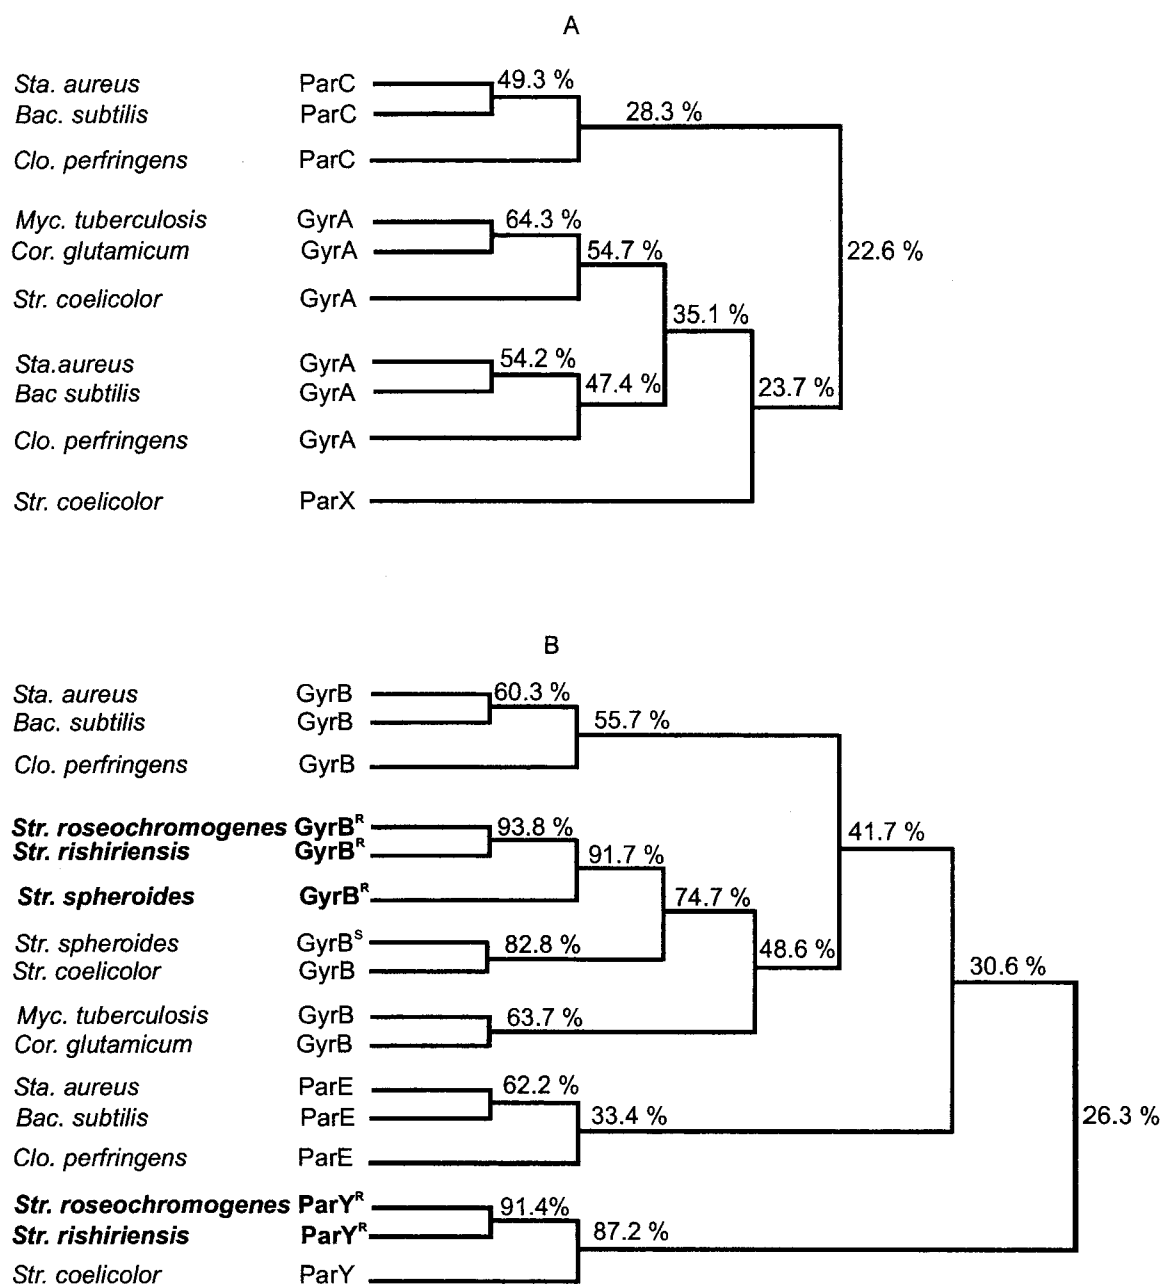 A
Sta. aureus ParC 49.3 %
Bac. subtilis ParC 28.3 %
Clo. perfringens ParC
Myc. tuberculosis GyrA 64.3 %
Cor. glutamicum GyrA 54.7 % 22.6 %
Str. coelicolor GyrA
35.1 %
Sta.aureus GyrA 54.2 %
Bac subtilis GyrA 47.4 % 23.7 %
Clo. perfringens GyrA
Str. coelicolor ParX
B
Sta. aureus GyrB 60.3 %
Bac. subtilis GyrB 55.7 %
Clo. perfringens GyrB
Str. roseochromogenes GyrBᴿ 93.8 % 41.7 %
Str. rishiriensis GyrBᴿ 91.7 %
Str. spheroides GyrBᴿ 74.7 %
Str. spheroides GyrBˢ 82.8 % 48.6 %
Str. coelicolor GyrB 30.6 %
Myc. tuberculosis GyrB 63.7 %
Cor. glutamicum GyrB
Sta. aureus ParE 62.2 %
Bac. subtilis ParE 33.4 % 26.3 %
Clo. perfringens ParE
Str. roseochromogenes ParYᴿ 91.4%
Str. rishiriensis ParYᴿ 87.2 %
Str. coelicolor ParY